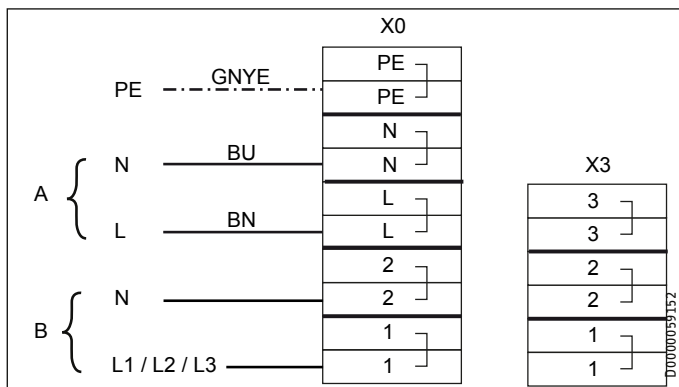 X0
PE
PE GNYE PE
N
A N BU N
L
L BN L
2
B N 2
1
L1 / L2 / L3 1
X3
3
3
2
2
1
1
D0000059152